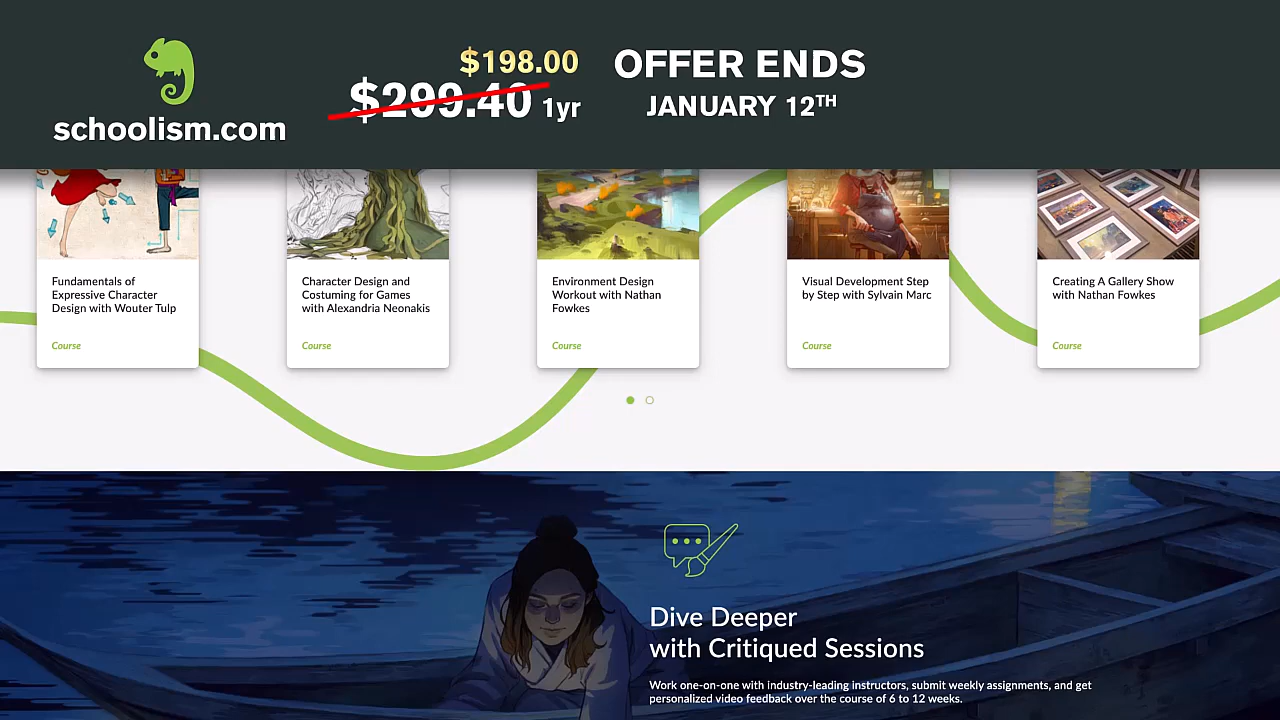 schoolism.com
$198.00
$299.40 1yr
OFFER ENDS
JANUARY 12TH
Fundamentals of
Expressive Character
Design with Wouter Tulp
Course
Character Design and
Costuming for Games
with Alexandria Neonakis
Course
Environment Design
Workout with Nathan
Fowkes
Course
Visual Development Step
by Step with Sylvain Marc
Course
Creating A Gallery Show
with Nathan Fowkes
Course
Dive Deeper
with Critiqued Sessions
Work one-on-one with industry-leading instructors, submit weekly assignments, and get
personalized video feedback over the course of 6 to 12 weeks.